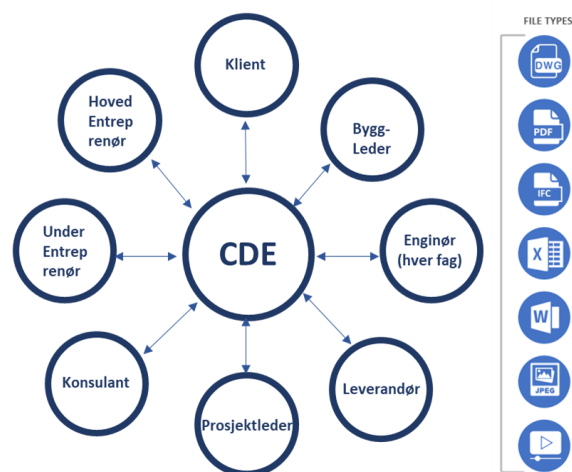 FILE TYPES
Klient
Hoved
Entrep
renør
Bygg-
Leder
Under
Entrep
renør
CDE
Enginør
(hver fag)
Konsulant
Prosjektleder
Leverandør
DWG
PDF
IFC
X
W
JPEG